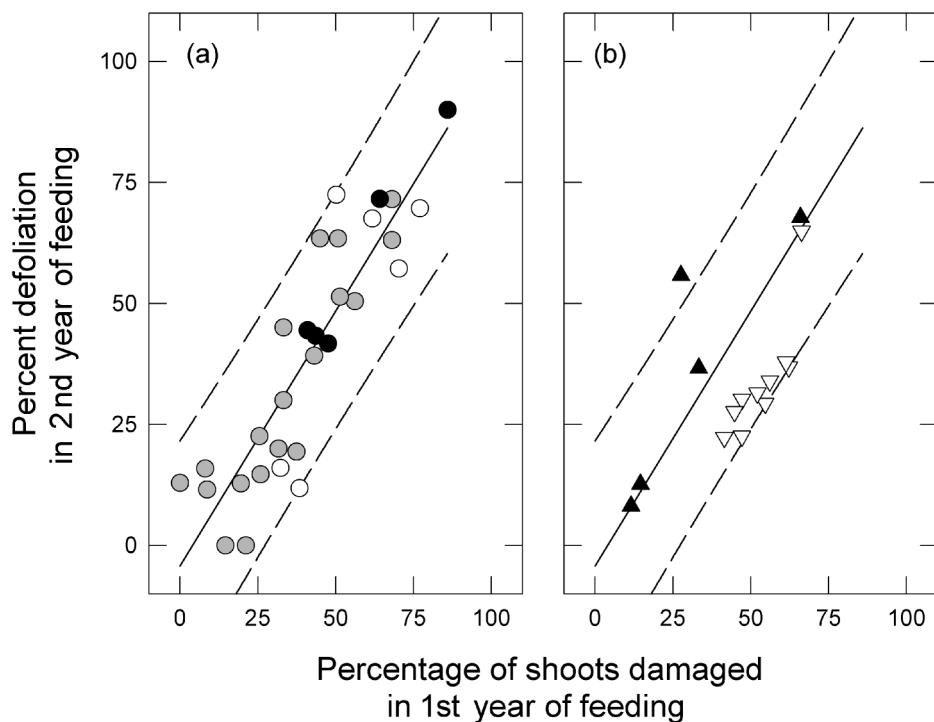 (a)
(b)
Percent defoliation
in 2nd year of feeding
100
75
50
25
0
0 25 50 75 100
0 25 50 75 100
Percentage of shoots damaged
in 1st year of feeding